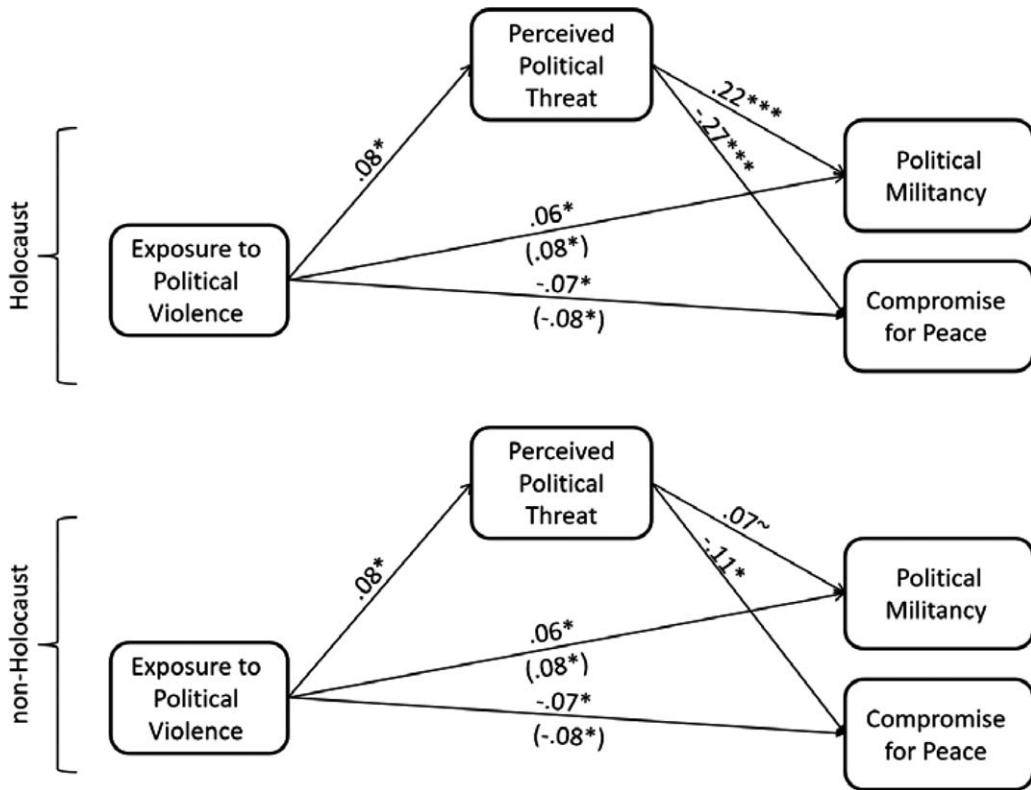 Perceived
Political
Threat
.22***
-.27***
.08*
Political
Militancy
Holocaust
.06*
(.08*)
Exposure to
Political
Violence
-.07*
(-.08*)
Compromise
for Peace
Perceived
Political
Threat
.07~
-.11*
.08*
Political
Militancy
non-Holocaust
.06*
(.08*)
Exposure to
Political
Violence
-.07*
(-.08*)
Compromise
for Peace